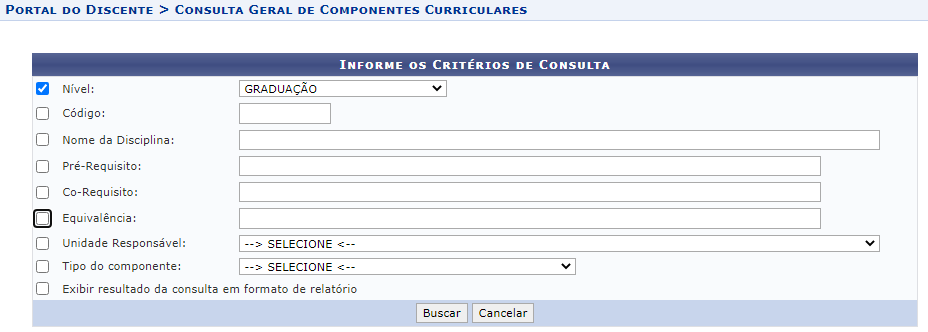 Portal do Discente > Consulta Geral de Componentes Curriculares
Informe os Critérios de Consulta
Nível: GRADUAÇÃO
Código:
Nome da Disciplina:
Pré-Requisito:
Co-Requisito:
Equivalência:
Unidade Responsável: --> SELECIONE <--
Tipo do componente: --> SELECIONE <--
Exibir resultado da consulta em formato de relatório
Buscar Cancelar